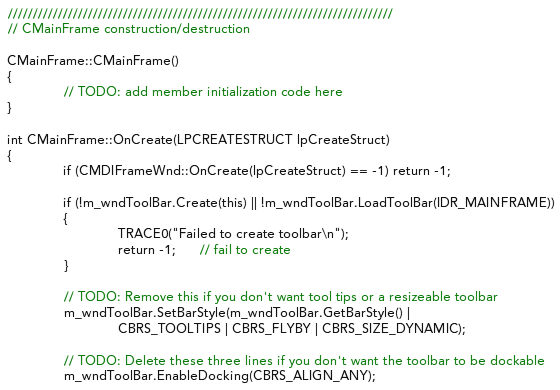 /////////////////////////////////////////////////////////////////////////////
// CMainFrame construction/destruction
CMainFrame::CMainFrame()
{
// TODO: add member initialization code here
}
int CMainFrame::OnCreate(LPCREATESTRUCT lpCreateStruct)
{
if (CMDIFrameWnd::OnCreate(lpCreateStruct) == -1) return -1;
if (!m_wndToolBar.Create(this) || !m_wndToolBar.LoadToolBar(IDR_MAINFRAME))
{
TRACE0("Failed to create toolbar\n");
return -1; // fail to create
}
// TODO: Remove this if you don't want tool tips or a resizeable toolbar
m_wndToolBar.SetBarStyle(m_wndToolBar.GetBarStyle() |
CBRS_TOOLTIPS | CBRS_FLYBY | CBRS_SIZE_DYNAMIC);
// TODO: Delete these three lines if you don't want the toolbar to be dockable
m_wndToolBar.EnableDocking(CBRS_ALIGN_ANY);